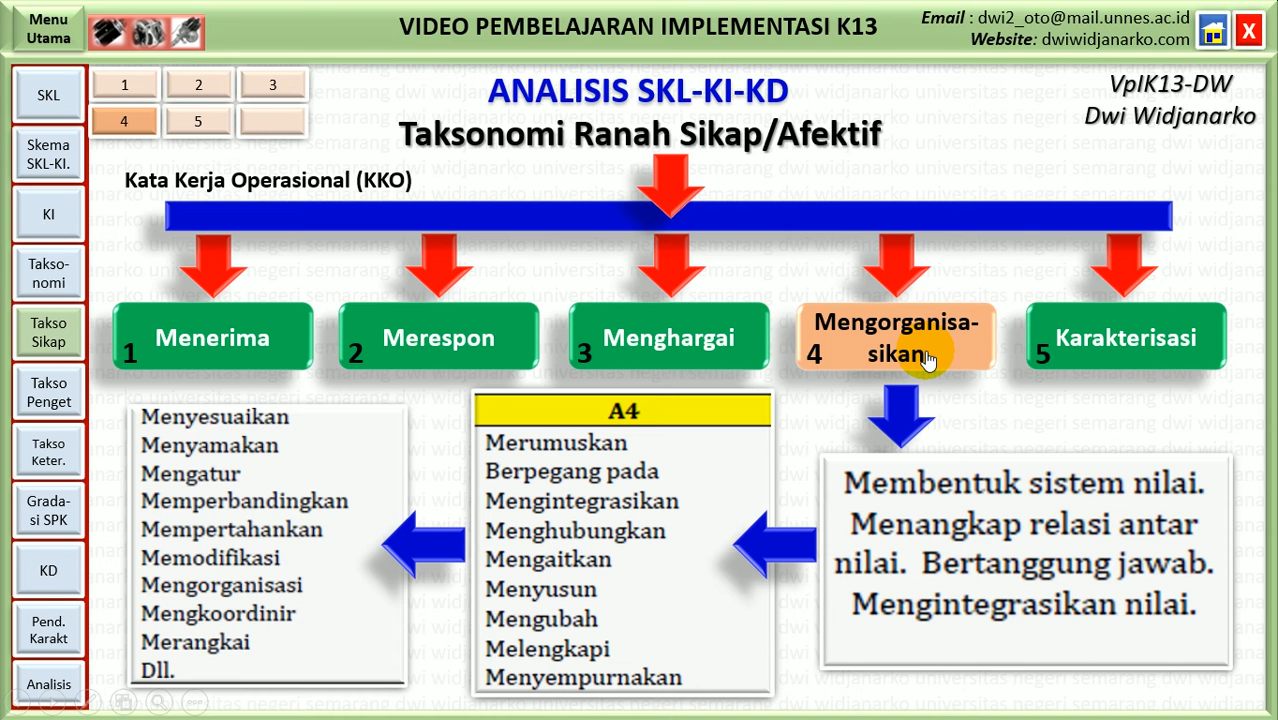 Menu
Utama
VIDEO PEMBELAJARAN IMPLEMENTASI K13
Email : dwi2_oto@mail.unnes.ac.id
Website: dwiwidjanarko.com
X
SKL
Skema
SKL-KI.
KI
Takso-
nomi
Takso
Sikap
Takso
Penget
Takso
Keter.
Grada-
si SPK
KD
Pend.
Karakt
Analisis
1
2
3
4
5
ANALISIS SKL-KI-KD
Taksonomi Ranah Sikap/Afektif
VpIK13-DW
Dwi Widjanarko
Kata Kerja Operasional (KKO)
1 Menerima
2 Merespon
3 Menghargai
Mengorganisa-
4 sikan
5 Karakterisasi
Membentuk sistem nilai.
Menangkap relasi antar
nilai. Bertanggung jawab.
Mengintegrasikan nilai.
A4
Merumuskan
Berpegang pada
Mengintegrasikan
Menghubungkan
Mengaitkan
Menyusun
Mengubah
Melengkapi
Menyempurnakan
Menyesuaikan
Menyamakan
Mengatur
Memperbandingkan
Mempertahankan
Memodifikasi
Mengorganisasi
Mengkoordinir
Merangkai
Dll.